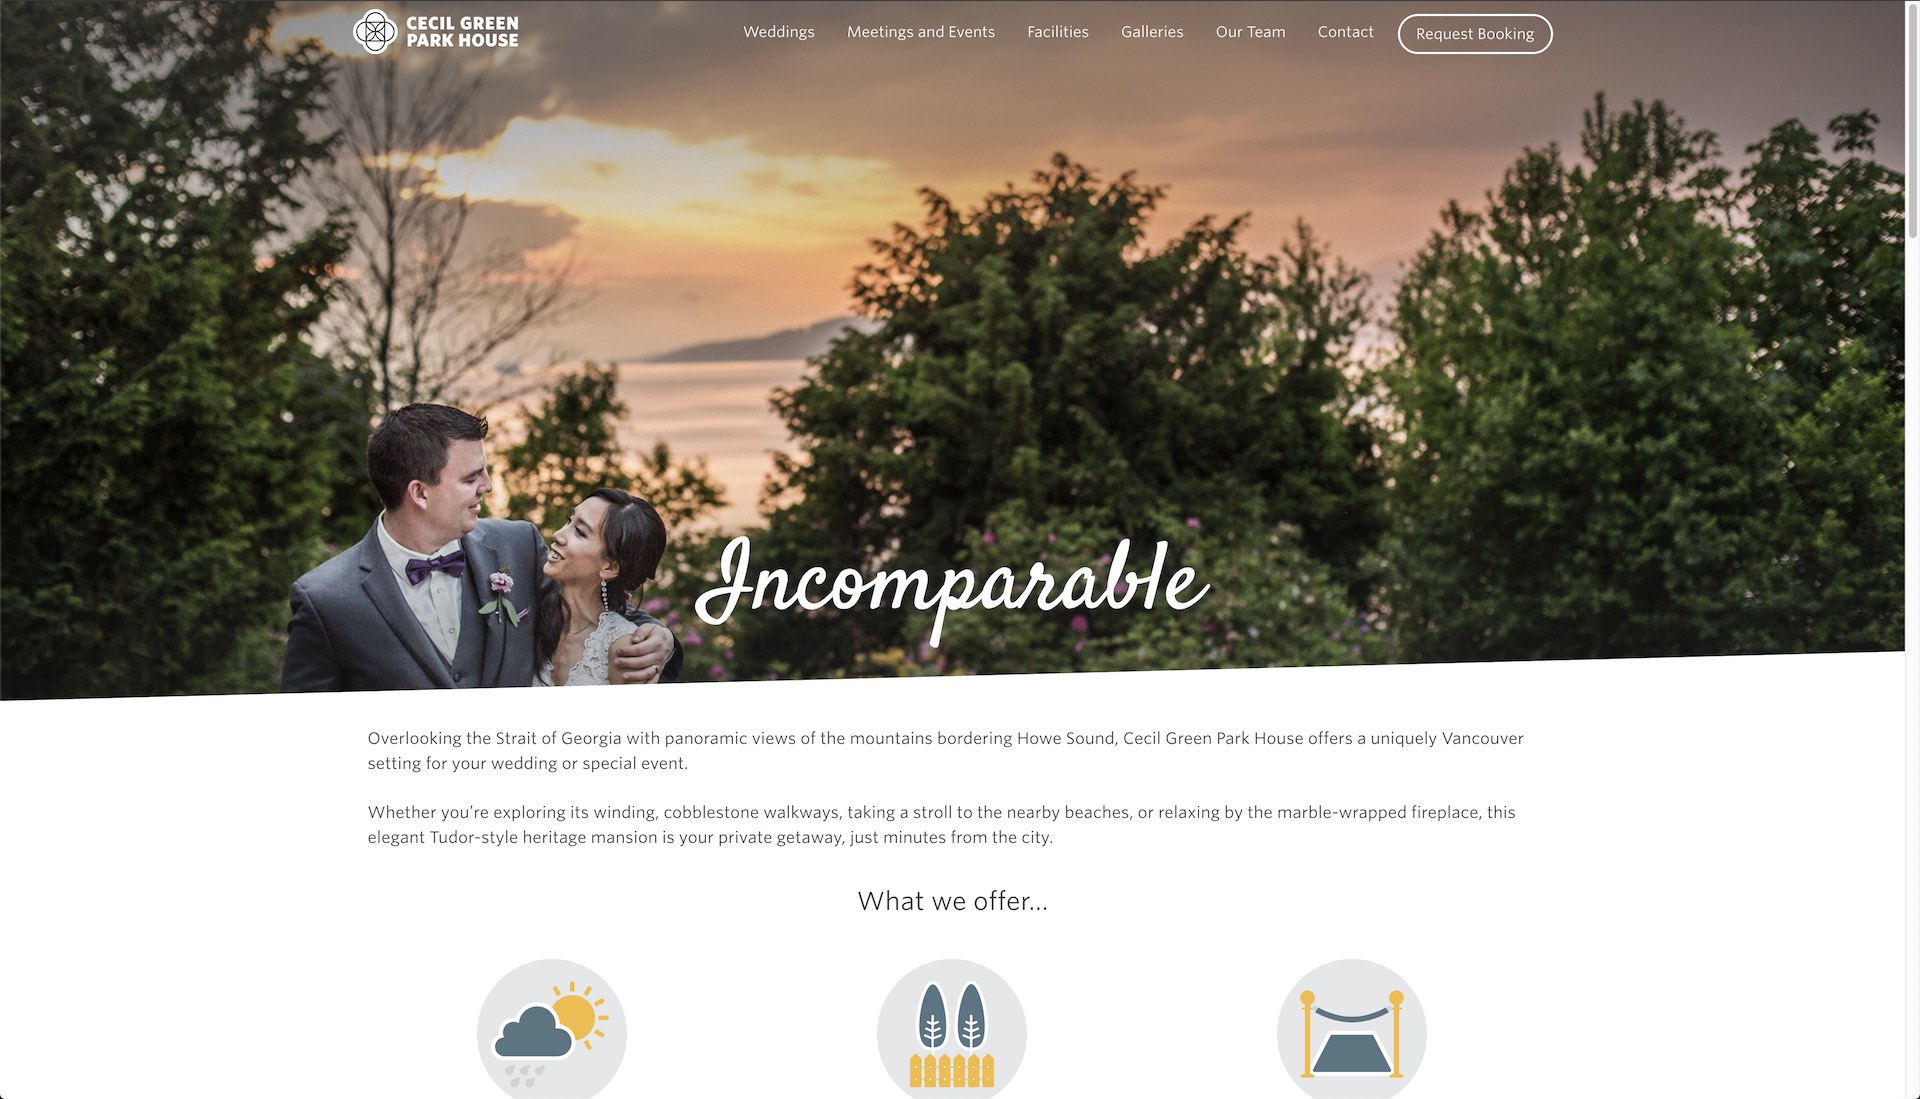 CECIL GREEN
PARK HOUSE
Weddings
Meetings and Events
Facilities
Galleries
Our Team
Contact
Request Booking
Incomparable
Overlooking the Strait of Georgia with panoramic views of the mountains bordering Howe Sound, Cecil Green Park House offers a uniquely Vancouver
setting for your wedding or special event.
Whether you’re exploring its winding, cobblestone walkways, taking a stroll to the nearby beaches, or relaxing by the marble-wrapped fireplace, this
elegant Tudor-style heritage mansion is your private getaway, just minutes from the city.
What we offer...